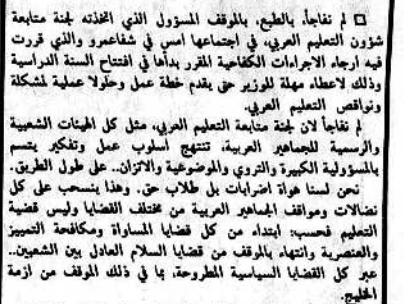 □ لم نفاجأ، بالطبع، بالموقف المسؤول الذي اتخذته لجنة متابعة
شؤون التعليم العربي، في اجتماعها امس في شفاعمرو والذي قررت
فيه ارجاء الاجراءات الكفاحية المقرر بدأها في افتتاح السنة الدراسية
وذلك لاعطاء مهلة للوزير حتى يقدم خطة عمل وحلولا عملية لمشكلة
ونواقص التعليم العربي.
لم نفاجأ لان لجنة متابعة التعليم العربي، مثل كل الهيئات الشعبية
والرسمية للجماهير العربية، تنتهج اسلوب عمل وتفكير يتسم
بالمسؤولية الكبيرة والتروي والموضوعية والاتزان.. على طول الطريق.
نحن لسنا هواة اضرابات بل طلاب حق. وهذا ينسحب على كل
نضالات ومواقف الجماهير العربية من مختلف القضايا وليس قضية
التعليم فحسب: ابتداء من كل قضايا المساواة ومكافحة التمييز
والعنصرية وانتهاء بالموقف من قضايا السلام العادل بين الشعبين..
عبر كل القضايا السياسية المطروحة، بما في ذلك الموقف من ازمة
الخليج.